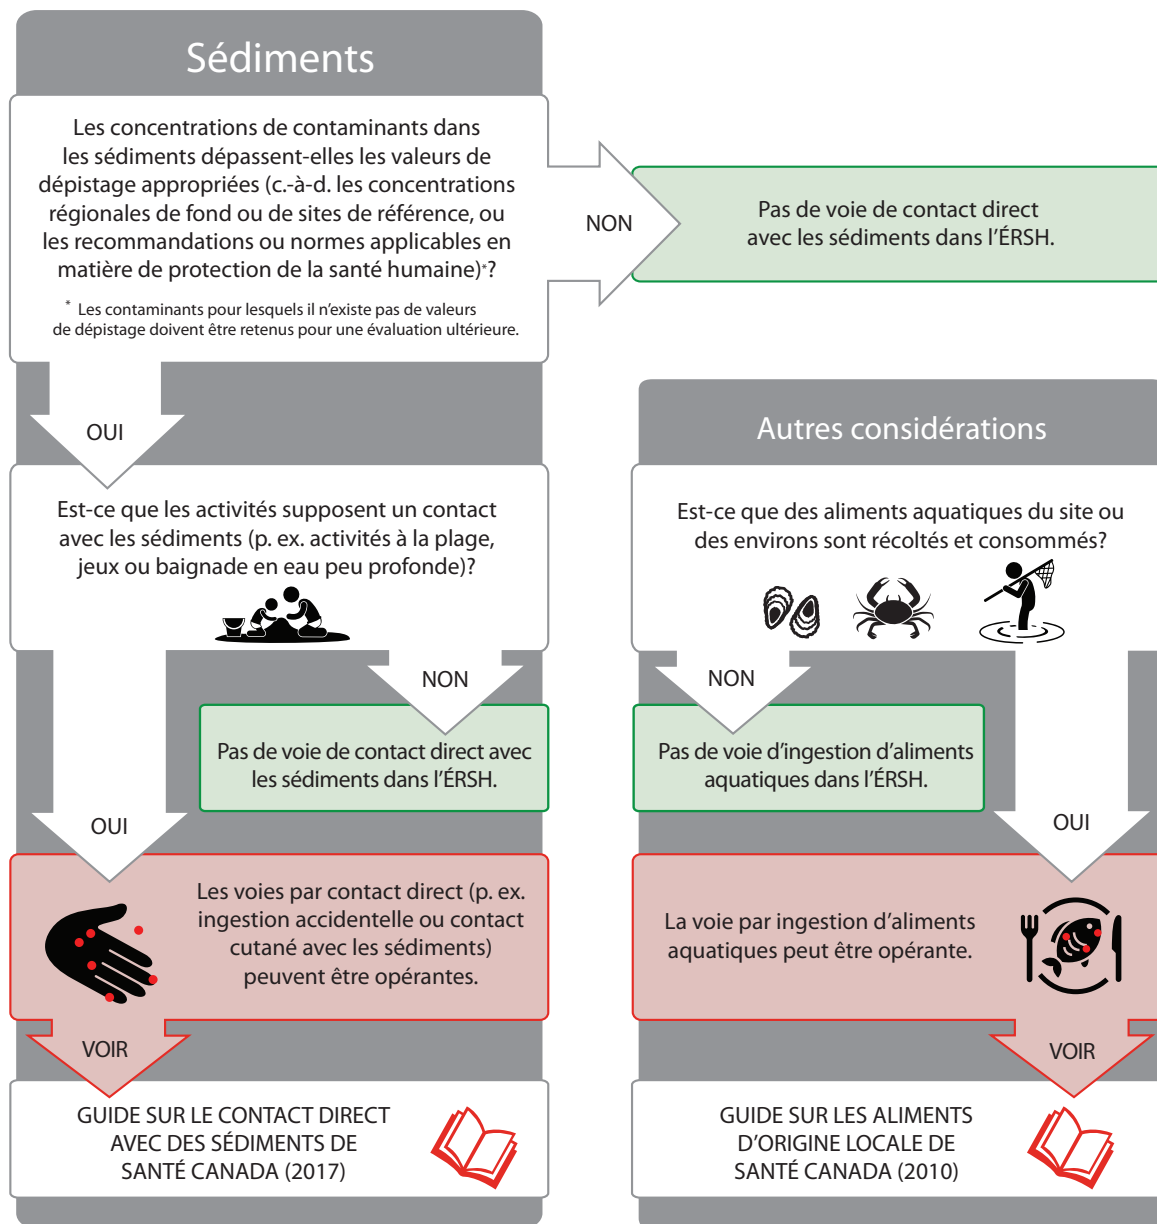 Sédiments
Les concentrations de contaminants dans
les sédiments dépassent-elles les valeurs de
dépistage appropriées (c.-à-d. les concentrations
régionales de fond ou de sites de référence, ou
les recommandations ou normes applicables en
matière de protection de la santé humaine)*?
* Les contaminants pour lesquels il n’existe pas de valeurs
de dépistage doivent être retenus pour une évaluation ultérieure.
NON
Pas de voie de contact direct
avec les sédiments dans l’ÉRSH.
OUI
Est-ce que les activités supposent un contact
avec les sédiments (p. ex. activités à la plage,
jeux ou baignade en eau peu profonde)?
NON
Pas de voie de contact direct avec
les sédiments dans l’ÉRSH.
OUI
Les voies par contact direct (p. ex.
ingestion accidentelle ou contact
cutané avec les sédiments)
peuvent être opérantes.
VOIR
GUIDE SUR LE CONTACT DIRECT
AVEC DES SÉDIMENTS DE
SANTÉ CANADA (2017)
Autres considérations
Est-ce que des aliments aquatiques du site ou
des environs sont récoltés et consommés?
NON
Pas de voie d’ingestion d’aliments
aquatiques dans l’ÉRSH.
OUI
La voie par ingestion d’aliments
aquatiques peut être opérante.
VOIR
GUIDE SUR LES ALIMENTS
D’ORIGINE LOCALE DE
SANTÉ CANADA (2010)